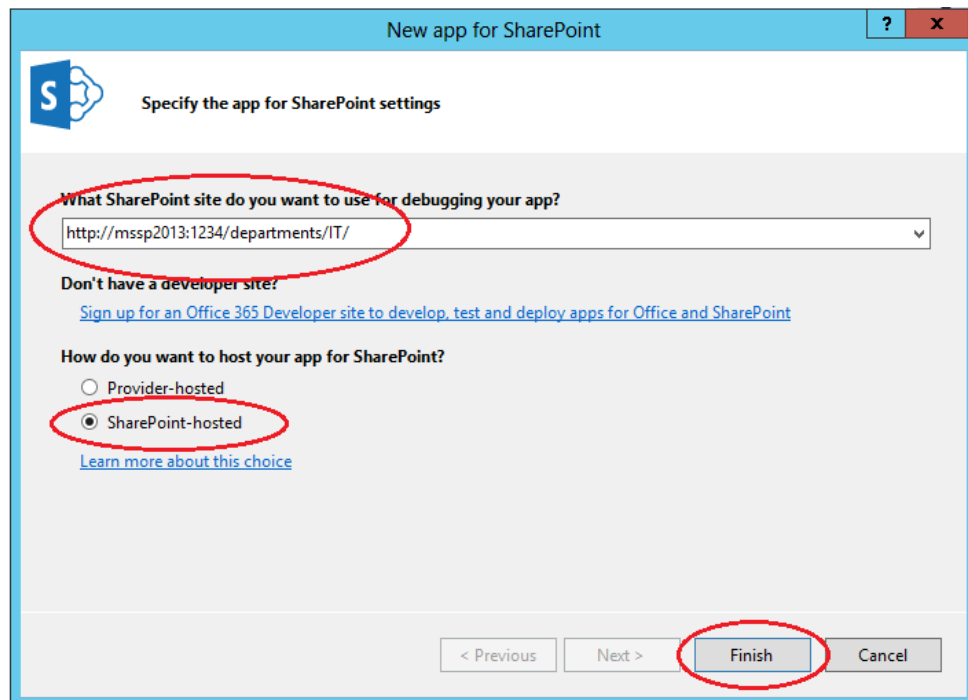 New app for SharePoint
?
x
S
Specify the app for SharePoint settings
What SharePoint site do you want to use for debugging your app?
http://mssp2013:1234/departments/IT/
Don't have a developer site?
Sign up for an Office 365 Developer site to develop, test and deploy apps for Office and SharePoint
How do you want to host your app for SharePoint?
Provider-hosted
SharePoint-hosted
Learn more about this choice
< Previous
Next >
Finish
Cancel